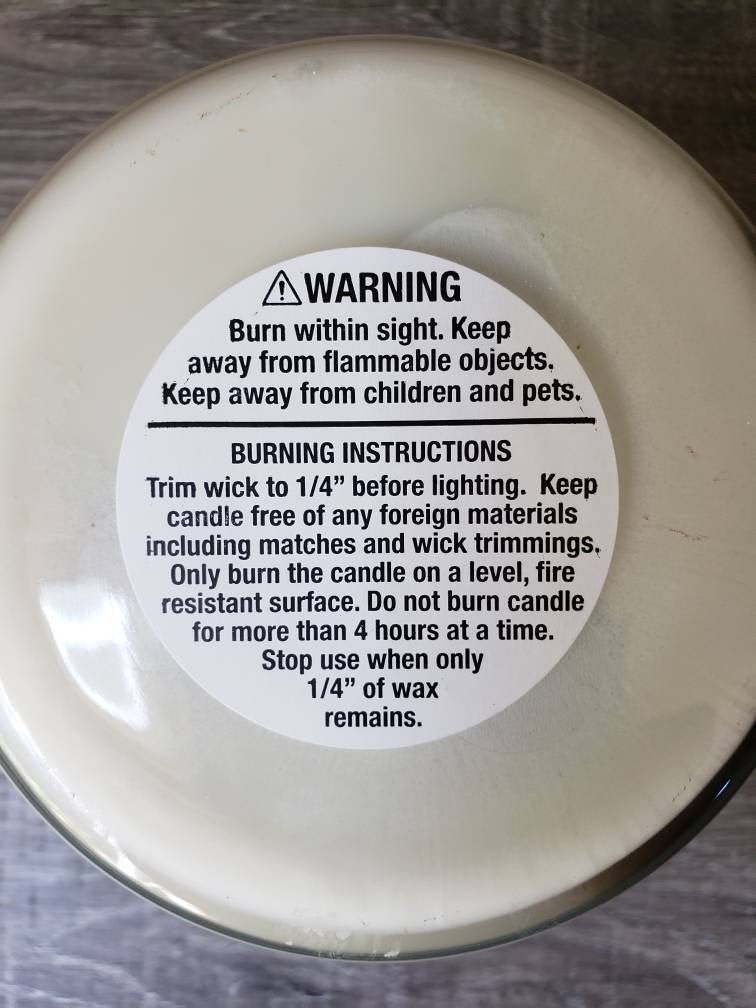 ⚠WARNING
Burn within sight. Keep
away from flammable objects.
Keep away from children and pets.
BURNING INSTRUCTIONS
Trim wick to 1/4” before lighting. Keep
candle free of any foreign materials
including matches and wick trimmings.
Only burn the candle on a level, fire
resistant surface. Do not burn candle
for more than 4 hours at a time.
Stop use when only
1/4” of wax
remains.